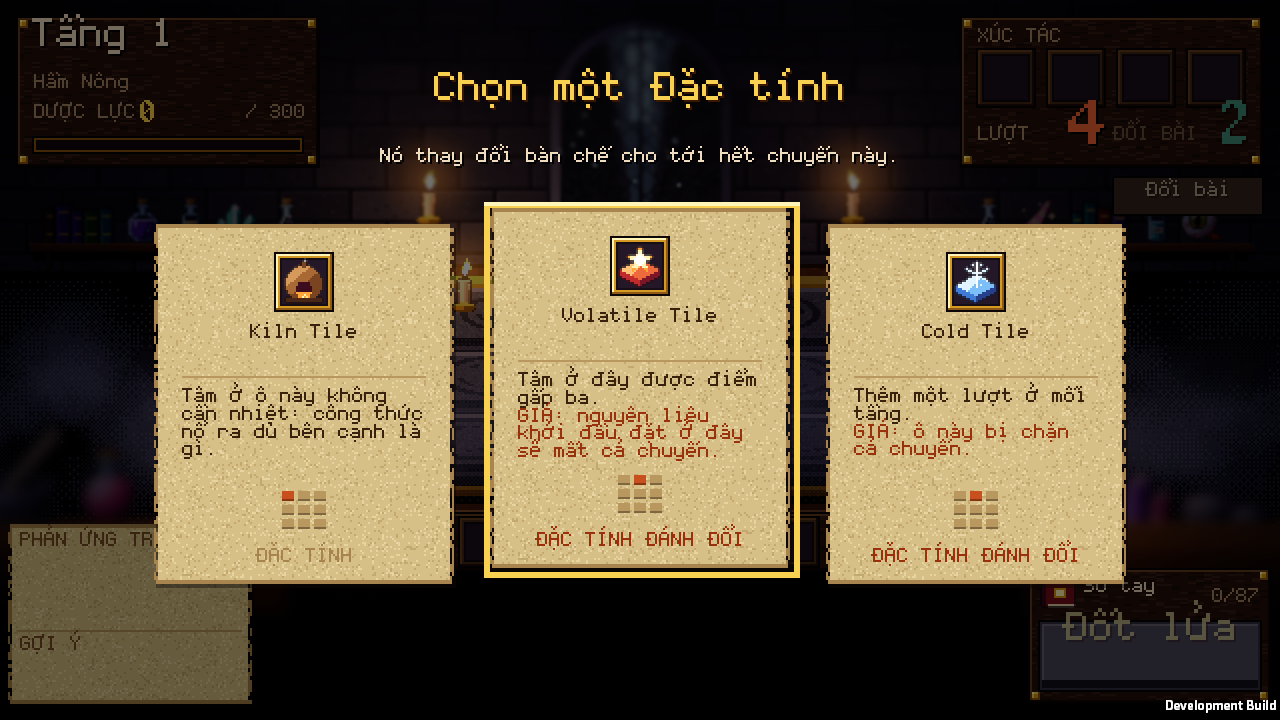 Tầng 1
Hầm Nông
DƯỢC LỰC 0 / 300
Chọn một Đặc tính
Nó thay đổi bàn chế cho tới hết chuyến này.
XÚC TÁC
LƯỢT 4 ĐỔI BÀI 2
Đổi bài
Kiln Tile
Tâm ở ô này không
cần nhiệt: công thức
nổ ra dù bên cạnh là
gì.
ĐẶC TÍNH
Volatile Tile
Tâm ở đây được điểm
gấp ba.
GIÁ: nguyên liệu
khởi đầu đặt ở đây
sẽ mất cả chuyến.
ĐẶC TÍNH ĐÁNH ĐỔI
Cold Tile
Thêm một lượt ở mỗi
tầng.
GIÁ: ô này bị chặn
cả chuyến.
ĐẶC TÍNH ĐÁNH ĐỔI
PHẢN ỨNG TR
GỢI Ý
Sổ tay
0/87
Đốt lửa
Development Build